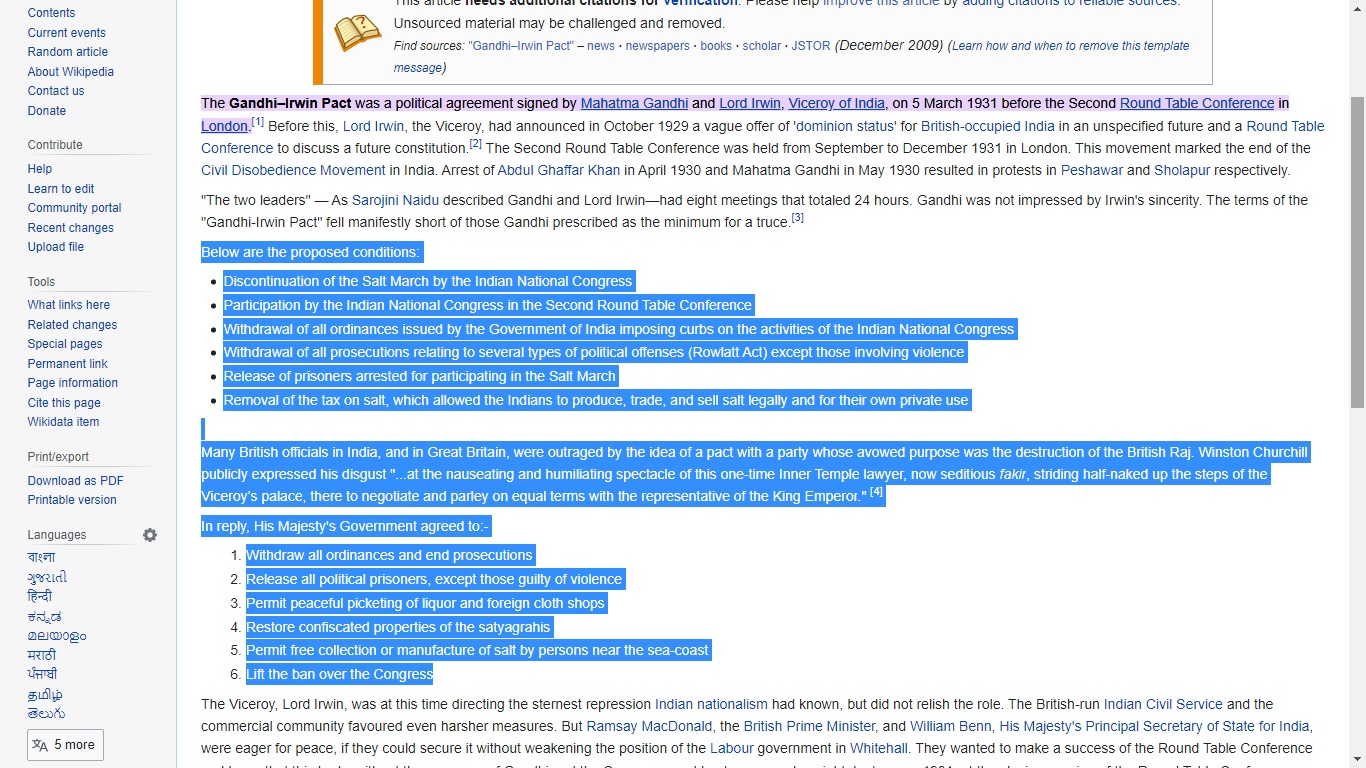 Contents
Current events
Random article
About Wikipedia
Contact us
Donate
Contribute
Help
Learn to edit
Community portal
Recent changes
Upload file
Tools
What links here
Related changes
Special pages
Permanent link
Page information
Cite this page
Wikidata item
Print/export
Download as PDF
Printable version
Languages
বাংলা
ગુજરાતી
हिन्दी
ಕನ್ನಡ
മലയാളം
मराठी
ਪੰਜਾਬੀ
தமிழ்
తెలుగు
5 more
This article needs additional citations for verification. Please help improve this article by adding citations to reliable sources.
Unsourced material may be challenged and removed.
Find sources: "Gandhi–Irwin Pact" – news · newspapers · books · scholar · JSTOR (December 2009) (Learn how and when to remove this template
message)
The Gandhi–Irwin Pact was a political agreement signed by Mahatma Gandhi and Lord Irwin, Viceroy of India, on 5 March 1931 before the Second Round Table Conference in
London.[1] Before this, Lord Irwin, the Viceroy, had announced in October 1929 a vague offer of 'dominion status' for British-occupied India in an unspecified future and a Round Table
Conference to discuss a future constitution.[2] The Second Round Table Conference was held from September to December 1931 in London. This movement marked the end of the
Civil Disobedience Movement in India. Arrest of Abdul Ghaffar Khan in April 1930 and Mahatma Gandhi in May 1930 resulted in protests in Peshawar and Sholapur respectively.
"The two leaders" — As Sarojini Naidu described Gandhi and Lord Irwin—had eight meetings that totaled 24 hours. Gandhi was not impressed by Irwin's sincerity. The terms of the
"Gandhi-Irwin Pact" fell manifestly short of those Gandhi prescribed as the minimum for a truce.[3]
Below are the proposed conditions:
• Discontinuation of the Salt March by the Indian National Congress
• Participation by the Indian National Congress in the Second Round Table Conference
• Withdrawal of all ordinances issued by the Government of India imposing curbs on the activities of the Indian National Congress
• Withdrawal of all prosecutions relating to several types of political offenses (Rowlatt Act) except those involving violence
• Release of prisoners arrested for participating in the Salt March
• Removal of the tax on salt, which allowed the Indians to produce, trade, and sell salt legally and for their own private use
Many British officials in India, and in Great Britain, were outraged by the idea of a pact with a party whose avowed purpose was the destruction of the British Raj. Winston Churchill
publicly expressed his disgust "...at the nauseating and humiliating spectacle of this one-time Inner Temple lawyer, now seditious fakir, striding half-naked up the steps of the
Viceroy's palace, there to negotiate and parley on equal terms with the representative of the King Emperor." [4]
In reply, His Majesty's Government agreed to:-
1. Withdraw all ordinances and end prosecutions
2. Release all political prisoners, except those guilty of violence
3. Permit peaceful picketing of liquor and foreign cloth shops
4. Restore confiscated properties of the satyagrahis
5. Permit free collection or manufacture of salt by persons near the sea-coast
6. Lift the ban over the Congress
The Viceroy, Lord Irwin, was at this time directing the sternest repression Indian nationalism had known, but did not relish the role. The British-run Indian Civil Service and the
commercial community favoured even harsher measures. But Ramsay MacDonald, the British Prime Minister, and William Benn, His Majesty's Principal Secretary of State for India,
were eager for peace, if they could secure it without weakening the position of the Labour government in Whitehall. They wanted to make a success of the Round Table Conference